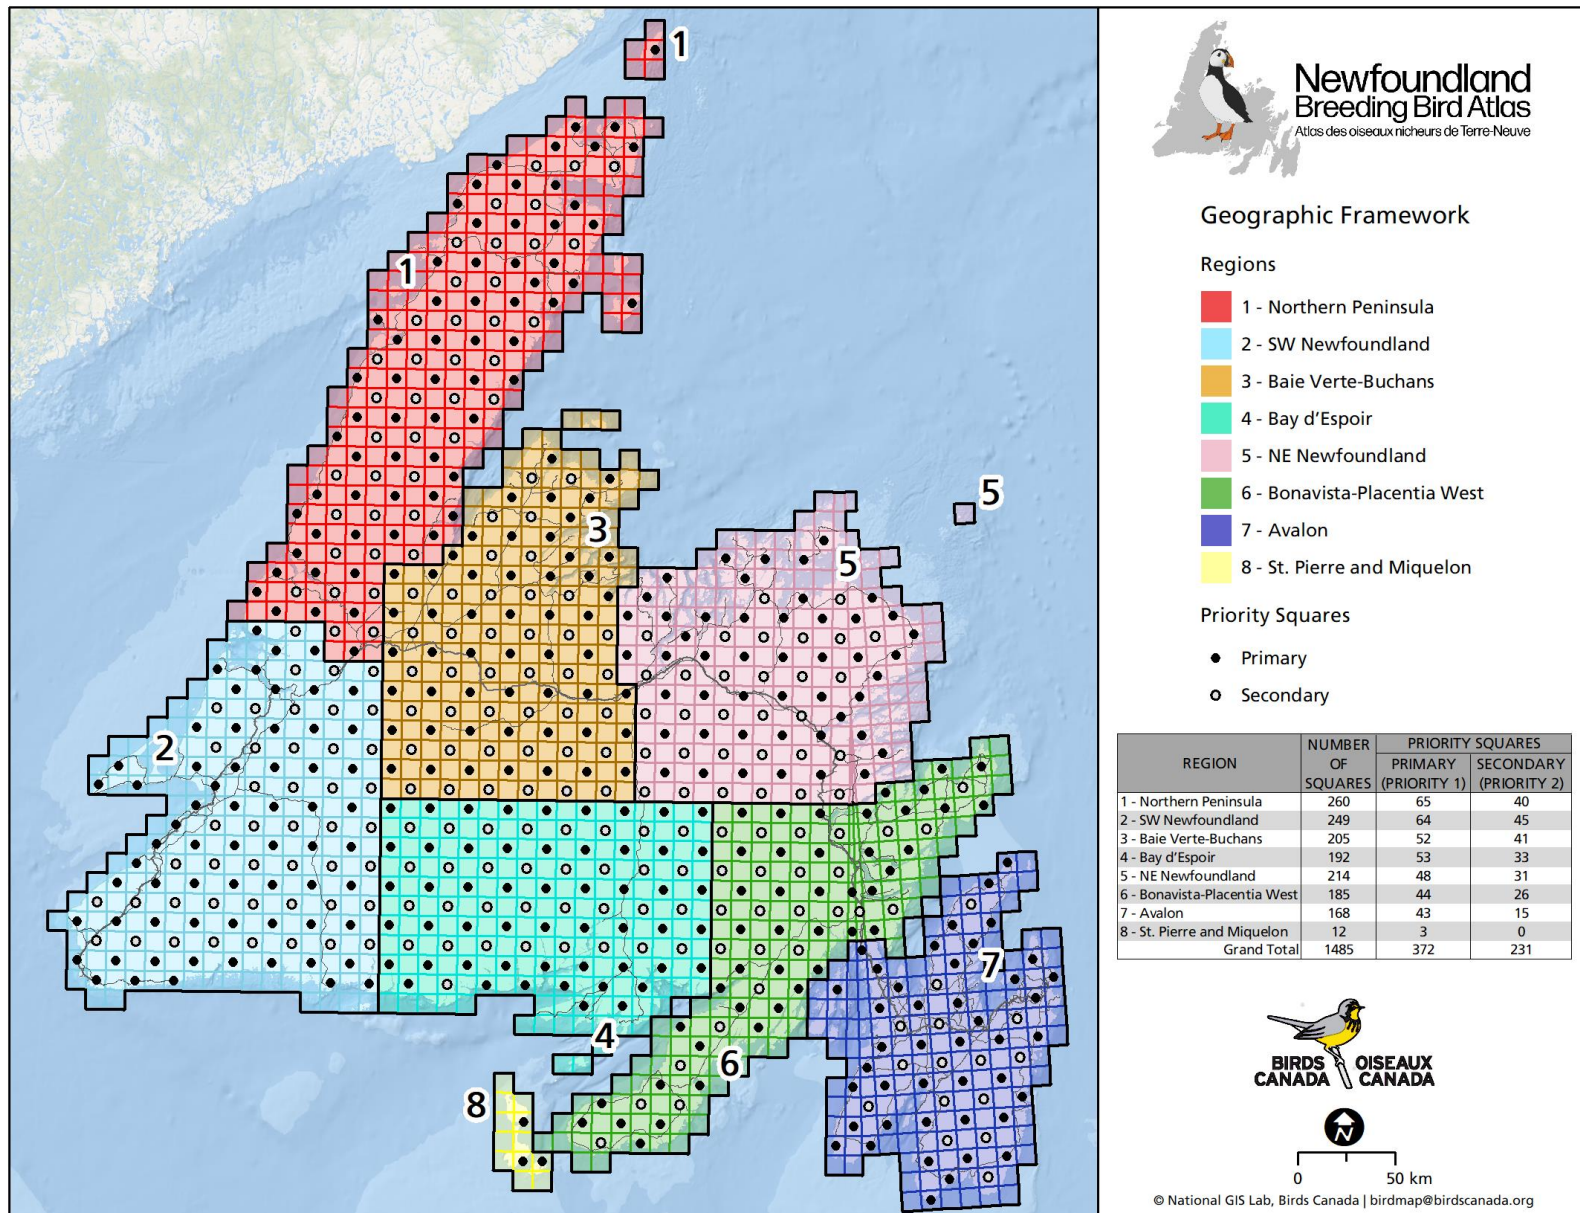 1
1
2
3
4
5
5
6
7
8
Newfoundland
Breeding Bird Atlas
Atlas des oiseaux nicheurs de Terre-Neuve
Geographic Framework
Regions
1 - Northern Peninsula
2 - SW Newfoundland
3 - Baie Verte-Buchans
4 - Bay d'Espoir
5 - NE Newfoundland
6 - Bonavista-Placentia West
7 - Avalon
8 - St. Pierre and Miquelon
Priority Squares
Primary
Secondary
REGION NUMBER OF SQUARES PRIORITY SQUARES
PRIMARY (PRIORITY 1) SECONDARY (PRIORITY 2)
1 - Northern Peninsula 260 65 40
2 - SW Newfoundland 249 64 45
3 - Baie Verte-Buchans 205 52 41
4 - Bay d'Espoir 192 53 33
5 - NE Newfoundland 214 48 31
6 - Bonavista-Placentia West 185 44 26
7 - Avalon 168 43 15
8 - St. Pierre and Miquelon 12 3 0
Grand Total 1485 372 231
BIRDS OISEAUX
CANADA CANADA
N
0 50 km
© National GIS Lab, Birds Canada | birdmap@birdscanada.org